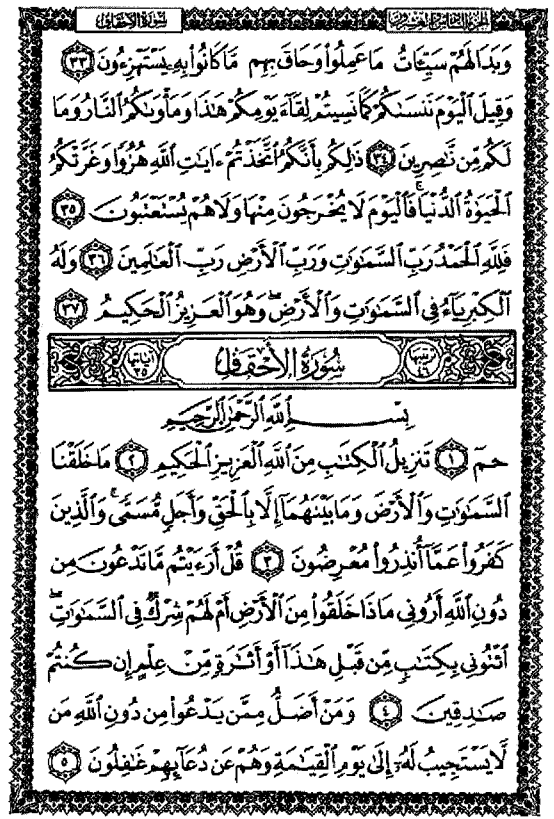 سورة الأحقاف الجزء السادس والعشرون
وَبَدَا لَهُمْ سَيِّـَٔاتُ مَا عَمِلُوا۟ وَحَاقَ بِهِم مَّا كَانُوا۟ بِهِۦ يَسْتَهْزِءُونَ ٣٣
وَقِيلَ ٱلْيَوْمَ نَنسَىٰكُمْ كَمَا نَسِيتُمْ لِقَآءَ يَوْمِكُمْ هَٰذَا وَمَأْوَىٰكُمُ ٱلنَّارُ وَمَا
لَكُم مِّن نَّٰصِرِينَ ٣٤ ذَٰلِكُم بِأَنَّكُمُ ٱتَّخَذْتُمْ ءَايَٰتِ ٱللَّهِ هُزُوًا وَغَرَّتْكُمُ
ٱلْحَيَوٰةُ ٱلدُّنْيَا ۚ فَٱلْيَوْمَ لَا يُخْرَجُونَ مِنْهَا وَلَا هُمْ يُسْتَعْتَبُونَ ٣٥
فَلِلَّهِ ٱلْحَمْدُ رَبِّ ٱلسَّمَٰوَٰتِ وَرَبِّ ٱلْأَرْضِ رَبِّ ٱلْعَٰلَمِينَ ٣٦ وَلَهُ
ٱلْكِبْرِيَآءُ فِى ٱلسَّمَٰوَٰتِ وَٱلْأَرْضِ ۖ وَهُوَ ٱلْعَزِيزُ ٱلْحَكِيمُ ٣٧
ترتيبها ٤٦ سُورَةُ الأَحْقَافِ آياتها ٣٥
بِسْمِ ٱللَّهِ ٱلرَّحْمَٰنِ ٱلرَّحِيمِ
حمٓ ١ تَنزِيلُ ٱلْكِتَٰبِ مِنَ ٱللَّهِ ٱلْعَزِيزِ ٱلْحَكِيمِ ٢ مَا خَلَقْنَا
ٱلسَّمَٰوَٰتِ وَٱلْأَرْضَ وَمَا بَيْنَهُمَآ إِلَّا بِٱلْحَقِّ وَأَجَلٍ مُّسَمًّى ۚ وَٱلَّذِينَ
كَفَرُوا۟ عَمَّآ أُنذِرُوا۟ مُعْرِضُونَ ٣ قُلْ أَرَءَيْتُم مَّا تَدْعُونَ مِن
دُونِ ٱللَّهِ أَرُونِى مَاذَا خَلَقُوا۟ مِنَ ٱلْأَرْضِ أَمْ لَهُمْ شِرْكٌ فِى ٱلسَّمَٰوَٰتِ ۖ
ٱئْتُونِى بِكِتَٰبٍ مِّن قَبْلِ هَٰذَآ أَوْ أَثَٰرَةٍ مِّنْ عِلْمٍ إِن كُنتُمْ
صَٰدِقِينَ ٤ وَمَنْ أَضَلُّ مِمَّن يَدْعُوا۟ مِن دُونِ ٱللَّهِ مَن
لَّا يَسْتَجِيبُ لَهُۥٓ إِلَىٰ يَوْمِ ٱلْقِيَٰمَةِ وَهُمْ عَن دُعَآئِهِمْ غَٰفِلُونَ ٥